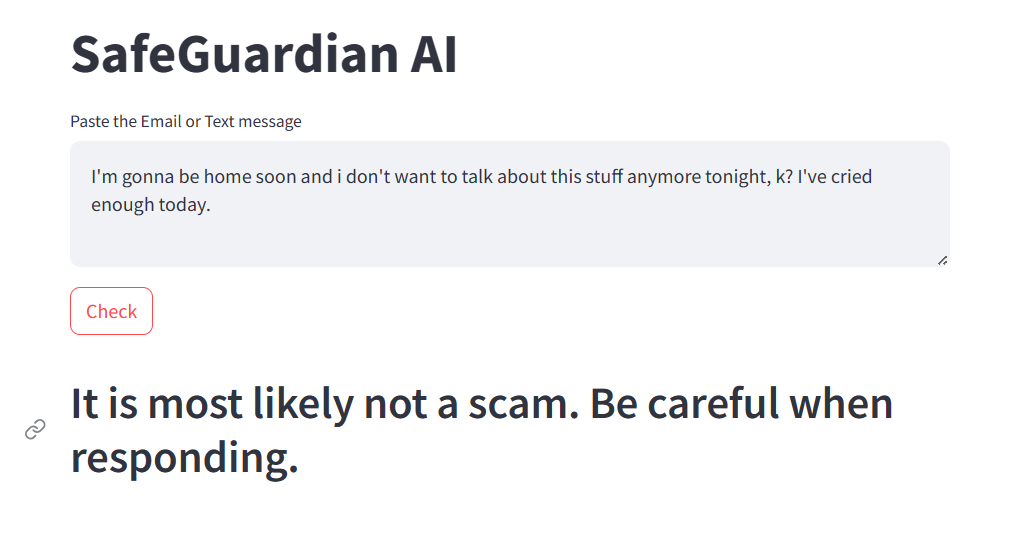 SafeGuardian AI
Paste the Email or Text message
I'm gonna be home soon and i don't want to talk about this stuff anymore tonight, k? I've cried
enough today.
Check
It is most likely not a scam. Be careful when
responding.